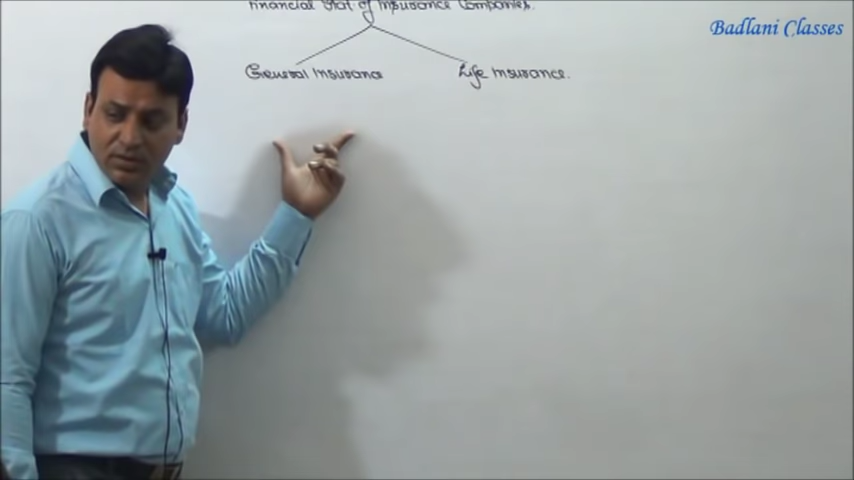 Badlani Classes
Financial Stat. of Insurance Companies.
General Insurance
Life Insurance.